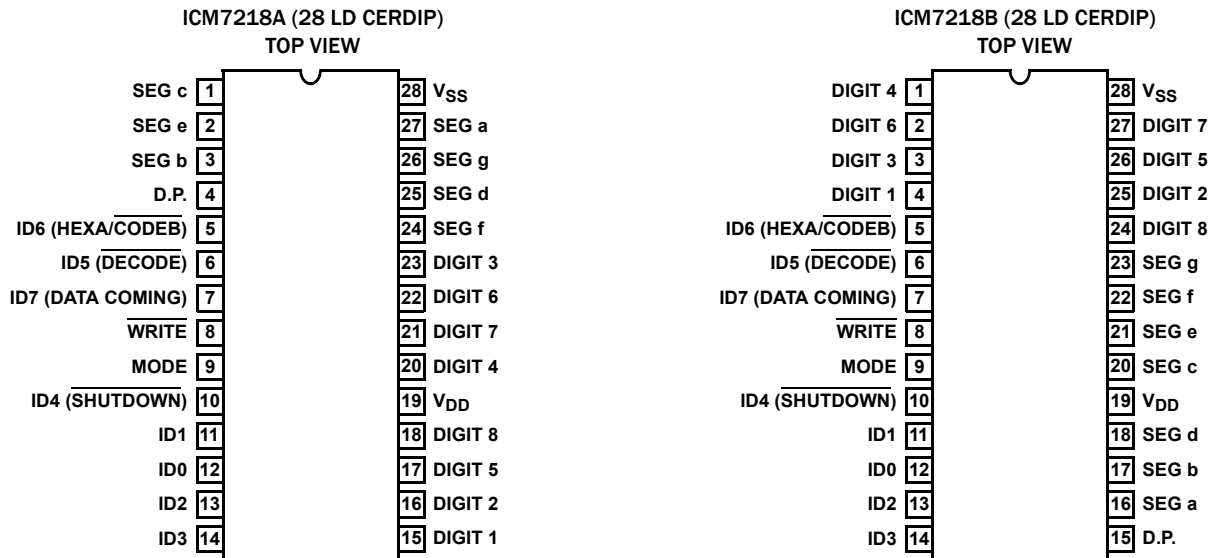 ICM7218A (28 LD CERDIP)
TOP VIEW
SEG c 1
SEG e 2
SEG b 3
D.P. 4
ID6 (HEXA/CODEB) 5
ID5 (DECODE) 6
ID7 (DATA COMING) 7
WRITE 8
MODE 9
ID4 (SHUTDOWN) 10
ID1 11
ID0 12
ID2 13
ID3 14
28 VSS
27 SEG a
26 SEG g
25 SEG d
24 SEG f
23 DIGIT 3
22 DIGIT 6
21 DIGIT 7
20 DIGIT 4
19 VDD
18 DIGIT 8
17 DIGIT 5
16 DIGIT 2
15 DIGIT 1
ICM7218B (28 LD CERDIP)
TOP VIEW
DIGIT 4 1
DIGIT 6 2
DIGIT 3 3
DIGIT 1 4
ID6 (HEXA/CODEB) 5
ID5 (DECODE) 6
ID7 (DATA COMING) 7
WRITE 8
MODE 9
ID4 (SHUTDOWN) 10
ID1 11
ID0 12
ID2 13
ID3 14
28 VSS
27 DIGIT 7
26 DIGIT 5
25 DIGIT 2
24 DIGIT 8
23 SEG g
22 SEG f
21 SEG e
20 SEG c
19 VDD
18 SEG d
17 SEG b
16 SEG a
15 D.P.